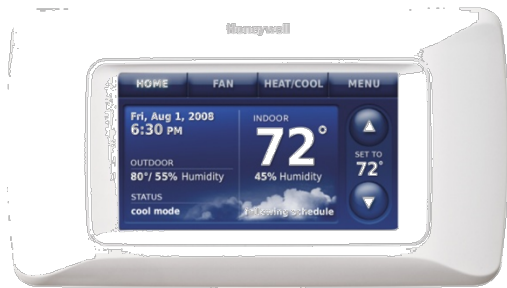 Honeywell
HOME FAN HEAT/COOL MENU
Fri, Aug 1, 2008
6:30 PM
INDOOR
72°
45% Humidity
OUTDOOR
80°/ 55% Humidity
STATUS
cool mode
schedule
SET TO
72°